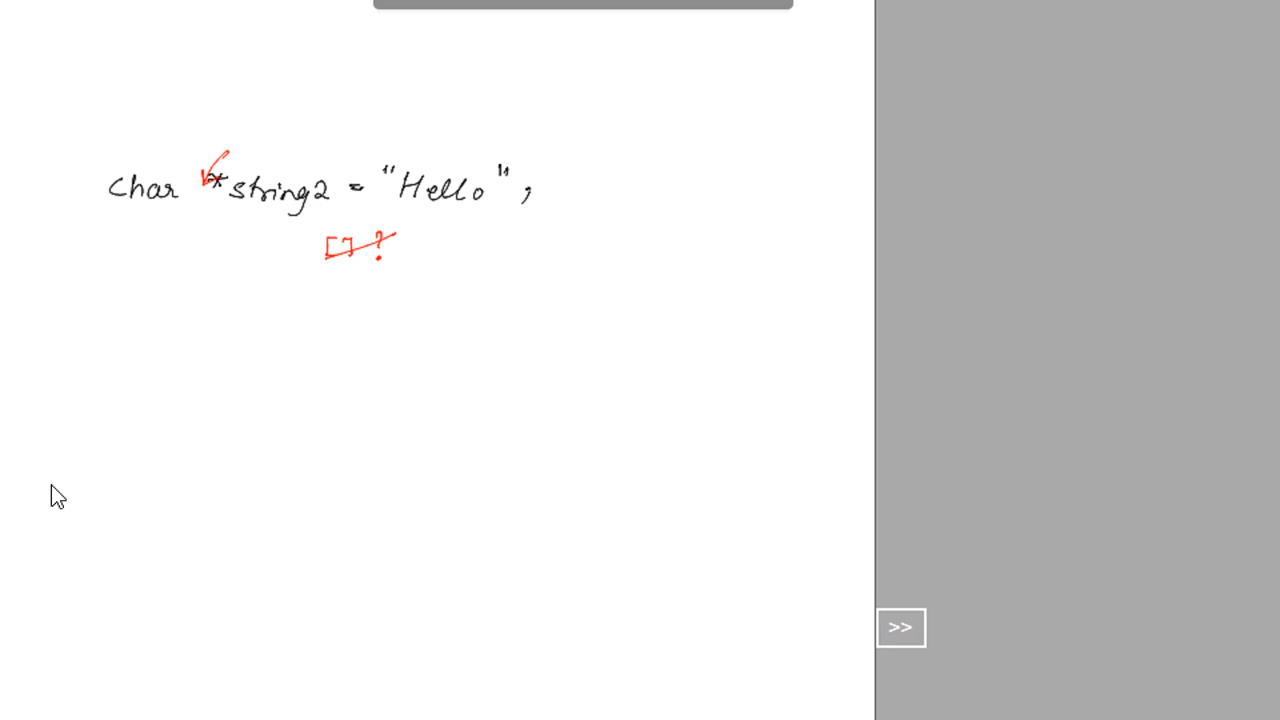 char *string2 = "Hello";
[] ?
>>